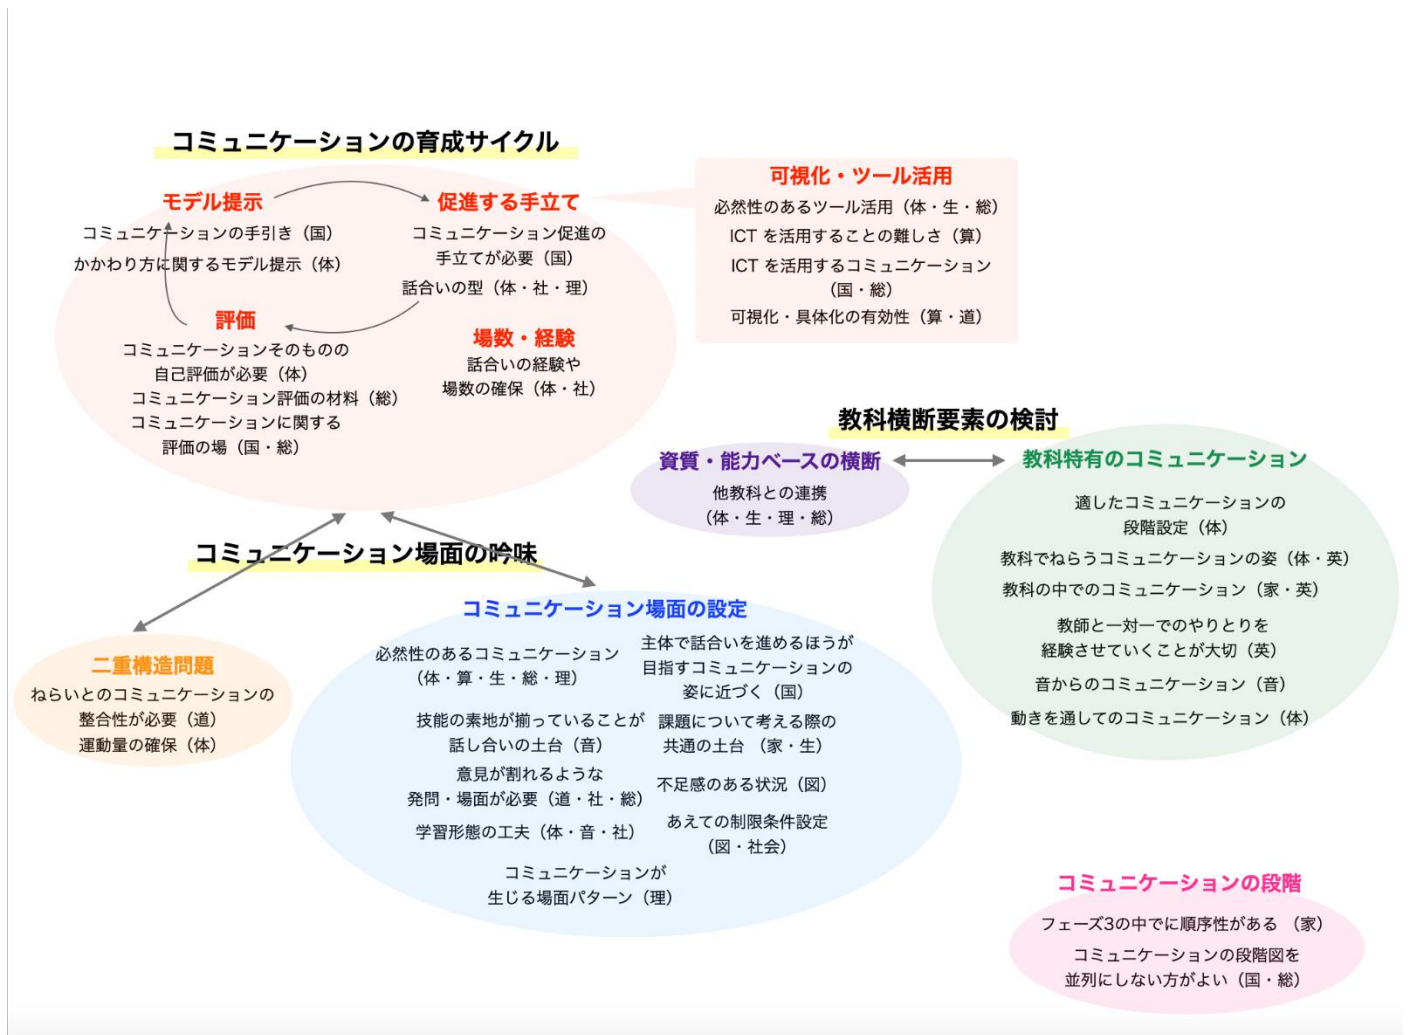 コミュニケーションの育成サイクル
モデル提示
コミュニケーションの手引き（国）
かかわり方に関するモデル提示（体）
促進する手立て
コミュニケーション促進の
手立てが必要（国）
話合いの型（体・社・理）
評価
コミュニケーションそのものの
自己評価が必要（体）
コミュニケーション評価の材料（総）
コミュニケーションに関する
評価の場（国・総）
場数・経験
話合いの経験や
場数の確保（体・社）
可視化・ツール活用
必然性のあるツール活用（体・生・総）
ICT を活用することの難しさ（算）
ICT を活用するコミュニケーション
（国・総）
可視化・具体化の有効性（算・道）
教科横断要素の検討
資質・能力ベースの横断
他教科との連携
（体・生・理・総）
教科特有のコミュニケーション
適したコミュニケーションの
段階設定（体）
教科でねらうコミュニケーションの姿（体・英）
教科の中でのコミュニケーション（家・英）
教師と一対一でのやりとりを
経験させていくことが大切（英）
音からのコミュニケーション（音）
動きを通してのコミュニケーション（体）
コミュニケーション場面の吟味
二重構造問題
ねらいとのコミュニケーションの
整合性が必要（道）
運動量の確保（体）
コミュニケーション場面の設定
必然性のあるコミュニケーション
（体・算・生・総・理）
技能の素地が揃っていることが
話し合いの土台（音）
意見が割れるような
発問・場面が必要（道・社・総）
学習形態の工夫（体・音・社）
主体で話合いを進めるほうが
目指すコミュニケーションの
姿に近づく（国）
課題について考える際の
共通の土台 （家・生）
不足感のある状況（図）
あえての制限条件設定
（図・社会）
コミュニケーションが
生じる場面パターン（理）
コミュニケーションの段階
フェーズ3の中でに順序性がある （家）
コミュニケーションの段階図を
並列にしない方がよい（国・総）